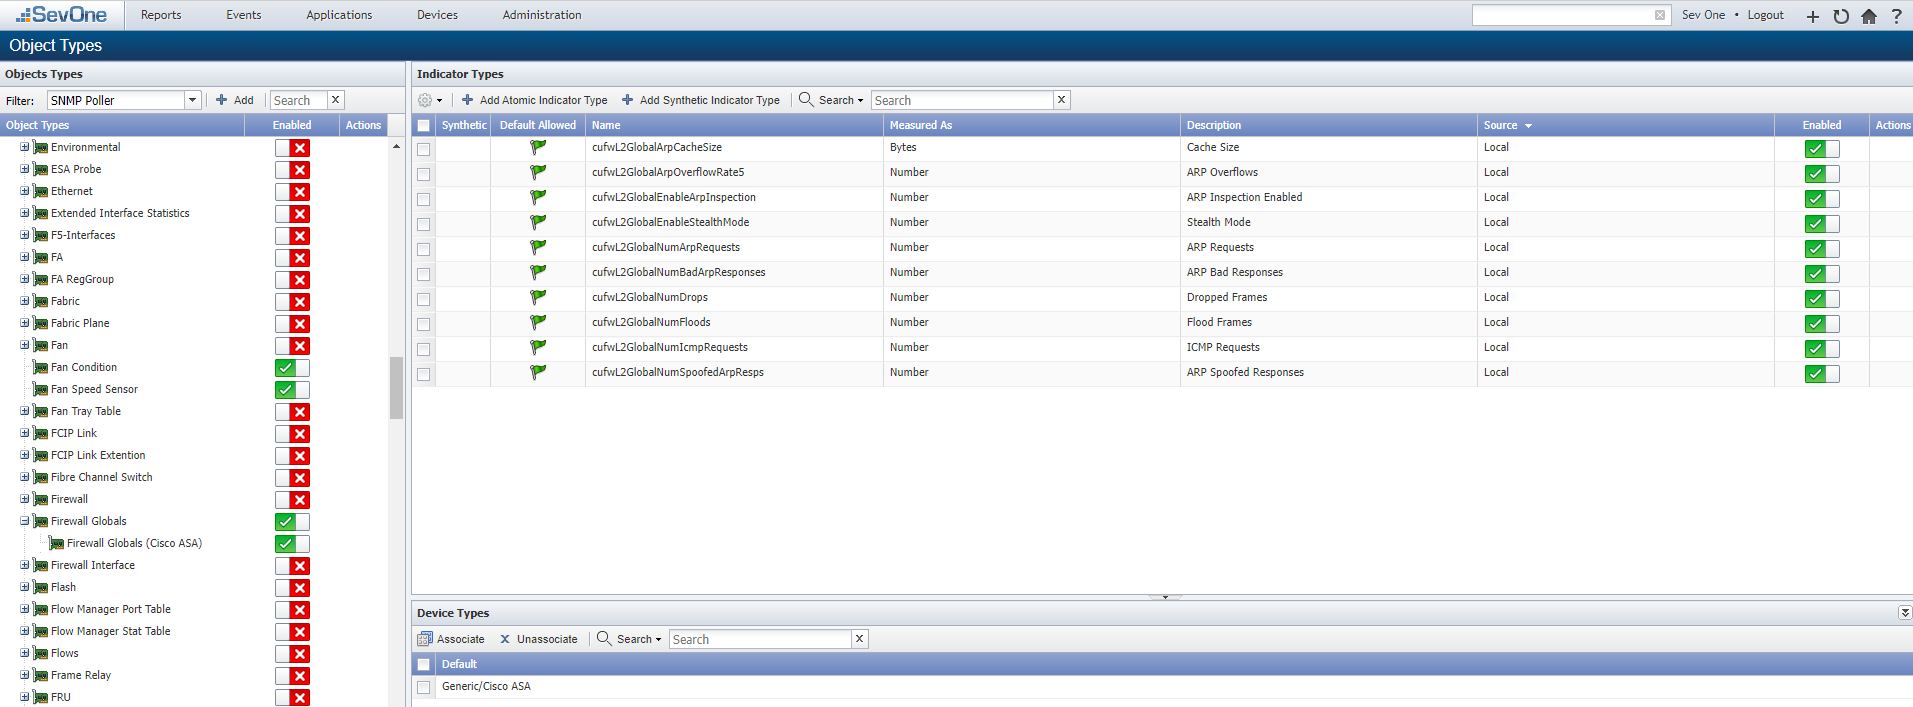 SevOne Reports Events Applications Devices Administration Sev One • Logout
Object Types
Objects Types
Filter: SNMP Poller Add Search X
Object Types Enabled Actions
Environmental
ESA Probe
Ethernet
Extended Interface Statistics
F5-Interfaces
FA
FA RegGroup
Fabric
Fabric Plane
Fan
Fan Condition
Fan Speed Sensor
Fan Tray Table
FCIP Link
FCIP Link Extention
Fibre Channel Switch
Firewall
Firewall Globals
Firewall Globals (Cisco ASA)
Firewall Interface
Flash
Flow Manager Port Table
Flow Manager Stat Table
Flows
Frame Relay
FRU
Indicator Types
Add Atomic Indicator Type Add Synthetic Indicator Type Search Search X
Synthetic Default Allowed Name Measured As Description Source Enabled Actions
cufwL2GlobalArpCacheSize Bytes Cache Size Local
cufwL2GlobalArpOverflowRate5 Number ARP Overflows Local
cufwL2GlobalEnableArpInspection Number ARP Inspection Enabled Local
cufwL2GlobalEnableStealthMode Number Stealth Mode Local
cufwL2GlobalNumArpRequests Number ARP Requests Local
cufwL2GlobalNumBadArpResponses Number ARP Bad Responses Local
cufwL2GlobalNumDrops Number Dropped Frames Local
cufwL2GlobalNumFloods Number Flood Frames Local
cufwL2GlobalNumIcmpRequests Number ICMP Requests Local
cufwL2GlobalNumSpoofedArpResps Number ARP Spoofed Responses Local
Device Types
Associate X Unassociate Search Search X
Default
Generic/Cisco ASA